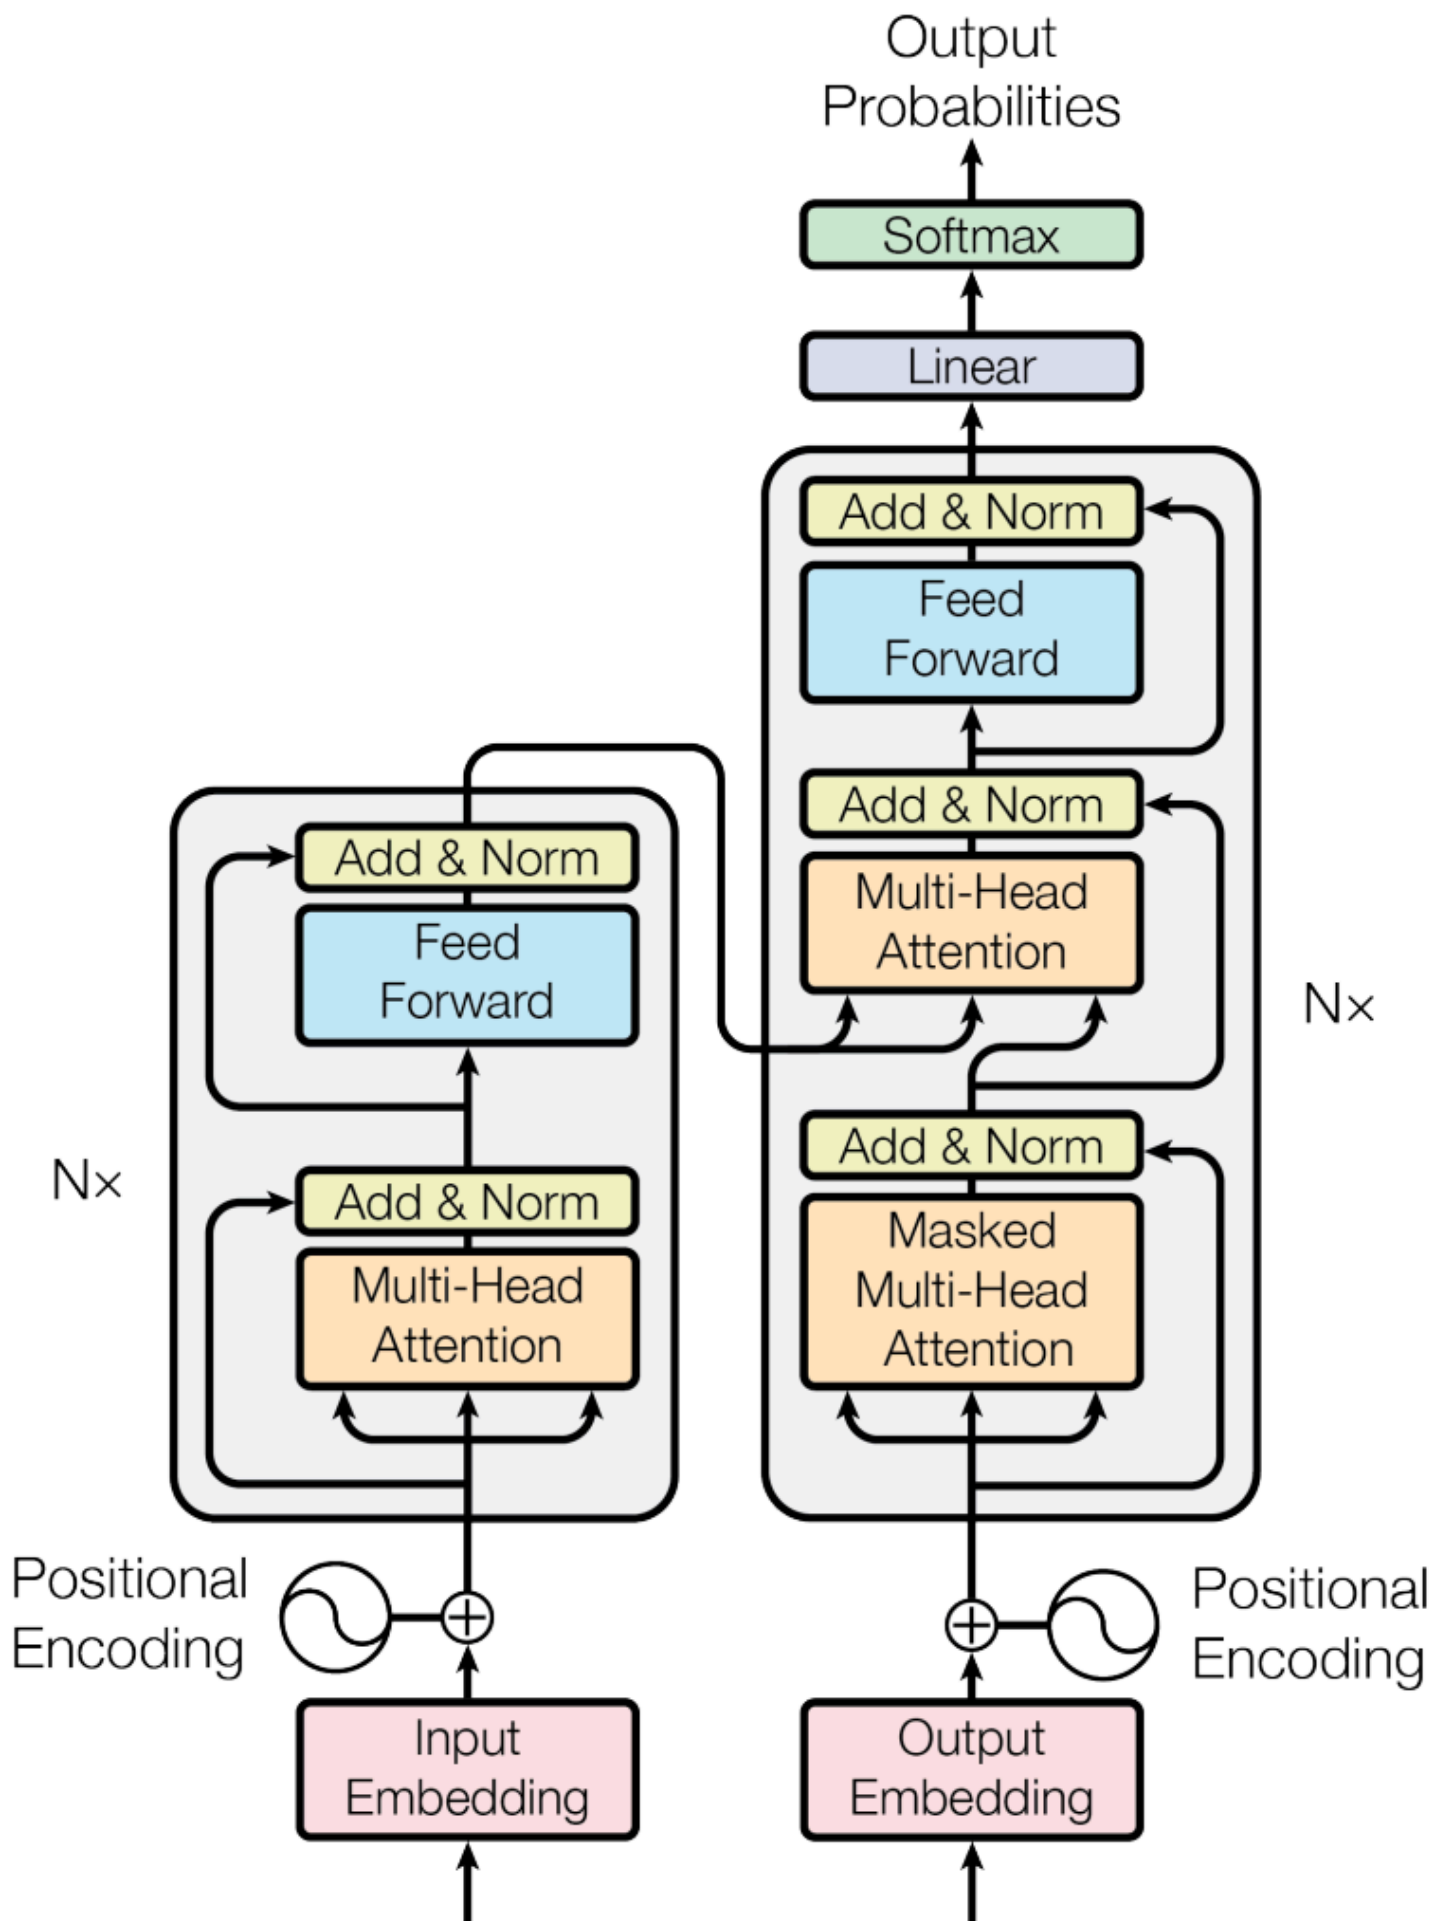 Output
Probabilities
Softmax
Linear
Add & Norm
Feed
Forward
Add & Norm
Multi-Head
Attention
Nx
Add & Norm
Masked
Multi-Head
Attention
Add & Norm
Feed
Forward
Nx
Add & Norm
Multi-Head
Attention
Positional
Encoding
Positional
Encoding
Input
Embedding
Output
Embedding